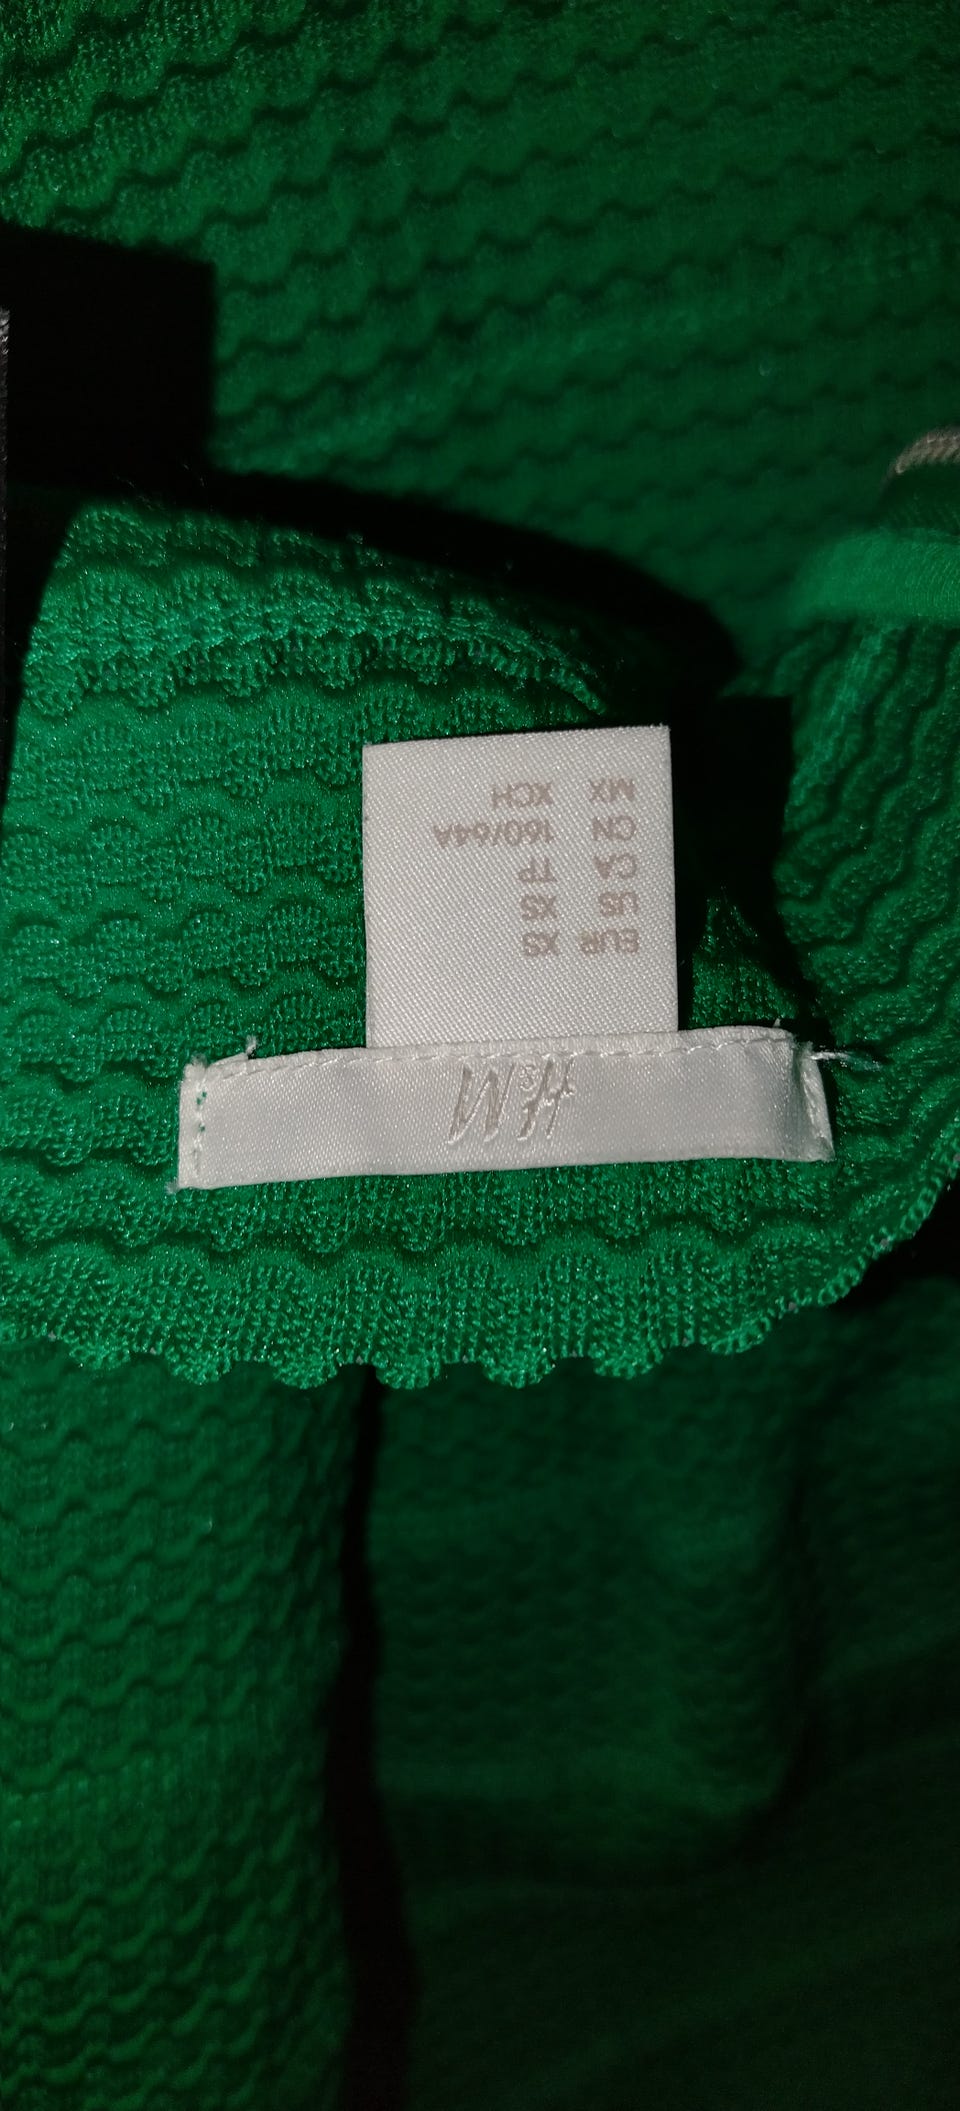 H&M
EUR XS
US XS
CA TP
CN 160/64A
MX XCH